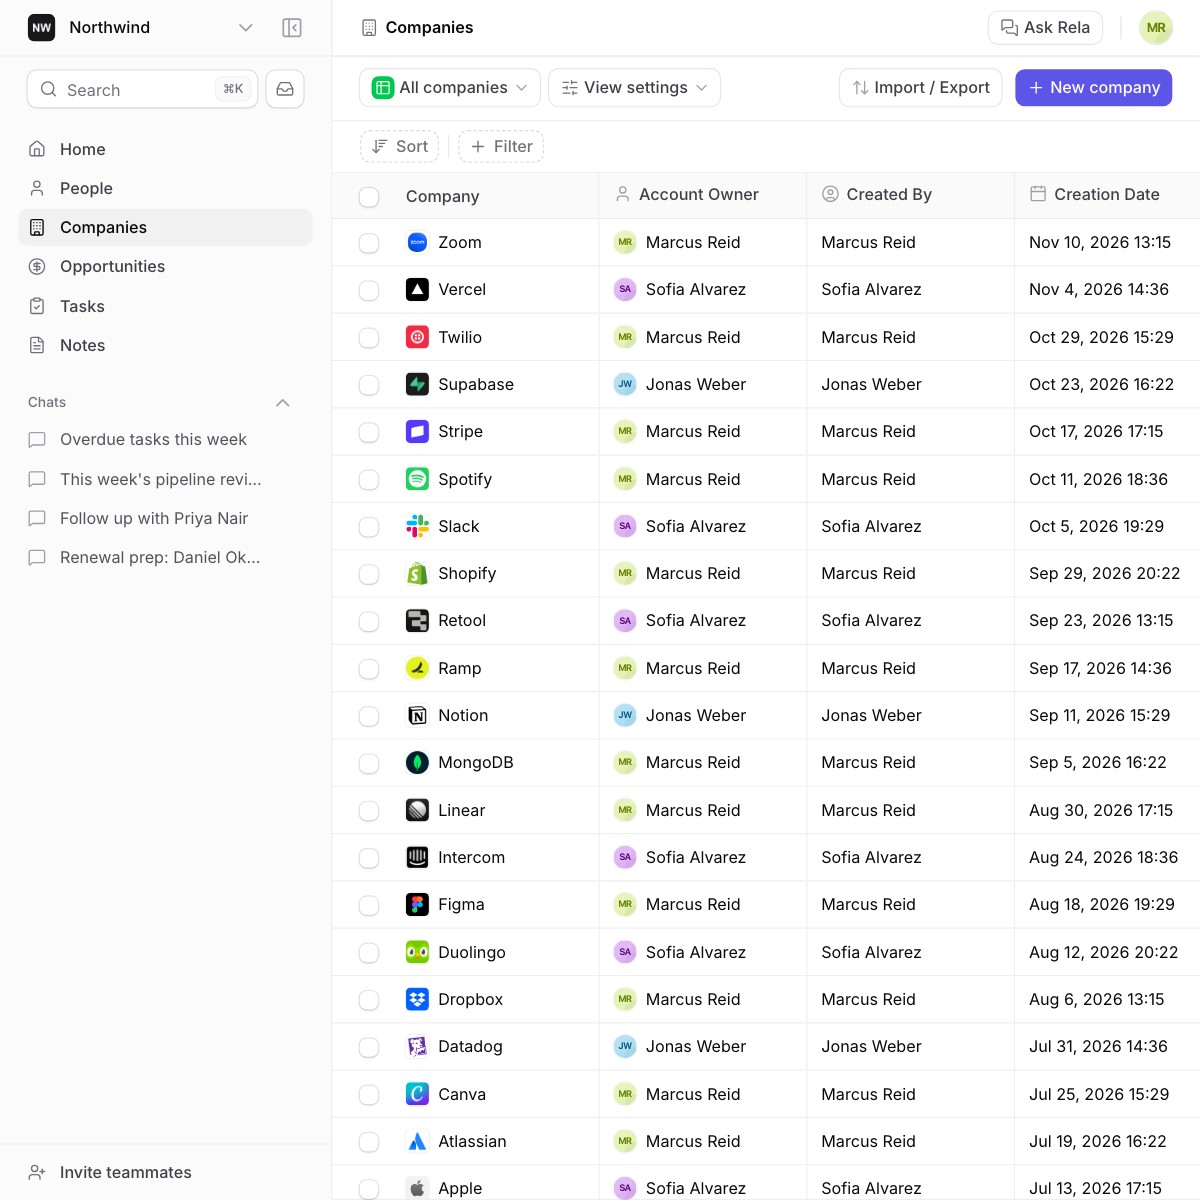 NW Northwind
Search ⌘K
Home
People
Companies
Opportunities
Tasks
Notes
Chats
Overdue tasks this week
This week's pipeline revi...
Follow up with Priya Nair
Renewal prep: Daniel Ok...
Invite teammates
Companies Ask Rela MR
All companies View settings Import / Export New company
Sort Filter
Company Account Owner Created By Creation Date
zoom Zoom MR Marcus Reid Marcus Reid Nov 10, 2026 13:15
Vercel SA Sofia Alvarez Sofia Alvarez Nov 4, 2026 14:36
Twilio MR Marcus Reid Marcus Reid Oct 29, 2026 15:29
Supabase JW Jonas Weber Jonas Weber Oct 23, 2026 16:22
Stripe MR Marcus Reid Marcus Reid Oct 17, 2026 17:15
Spotify MR Marcus Reid Marcus Reid Oct 11, 2026 18:36
Slack SA Sofia Alvarez Sofia Alvarez Oct 5, 2026 19:29
Shopify MR Marcus Reid Marcus Reid Sep 29, 2026 20:22
Retool SA Sofia Alvarez Sofia Alvarez Sep 23, 2026 13:15
Ramp MR Marcus Reid Marcus Reid Sep 17, 2026 14:36
Notion JW Jonas Weber Jonas Weber Sep 11, 2026 15:29
MongoDB MR Marcus Reid Marcus Reid Sep 5, 2026 16:22
Linear MR Marcus Reid Marcus Reid Aug 30, 2026 17:15
Intercom SA Sofia Alvarez Sofia Alvarez Aug 24, 2026 18:36
Figma MR Marcus Reid Marcus Reid Aug 18, 2026 19:29
Duolingo SA Sofia Alvarez Sofia Alvarez Aug 12, 2026 20:22
Dropbox MR Marcus Reid Marcus Reid Aug 6, 2026 13:15
Datadog JW Jonas Weber Jonas Weber Jul 31, 2026 14:36
Canva MR Marcus Reid Marcus Reid Jul 25, 2026 15:29
Atlassian MR Marcus Reid Marcus Reid Jul 19, 2026 16:22
Apple SA Sofia Alvarez Sofia Alvarez Jul 13, 2026 17:15